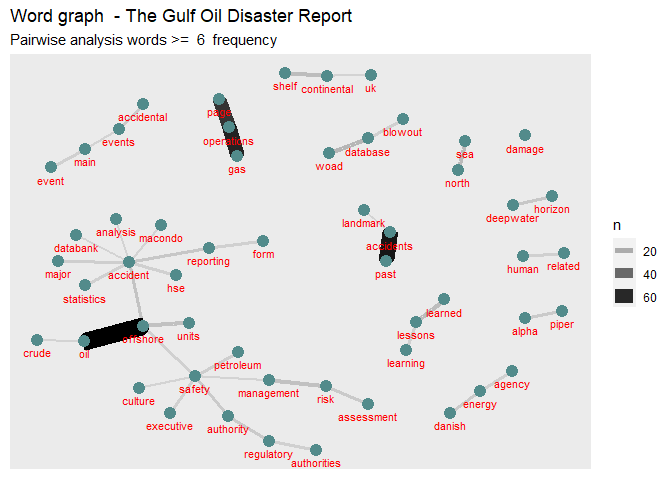 Word graph - The Gulf Oil Disaster Report
Pairwise analysis words >= 6 frequency
shelf
continental
uk
accidental
page
events
operations
blowout
main
database
sea
damage
event
woad
gas
north
landmark
horizon
deepwater
analysis
macondo
databank
accidents
reporting
form
major
accident
past
human
related
statistics
hse
learned
offshore
units
lessons
alpha
piper
crude
oil
learning
petroleum
safety
agency
culture
management
risk
energy
executive
assessment
danish
authority
regulatory
authorities
n
20
40
60